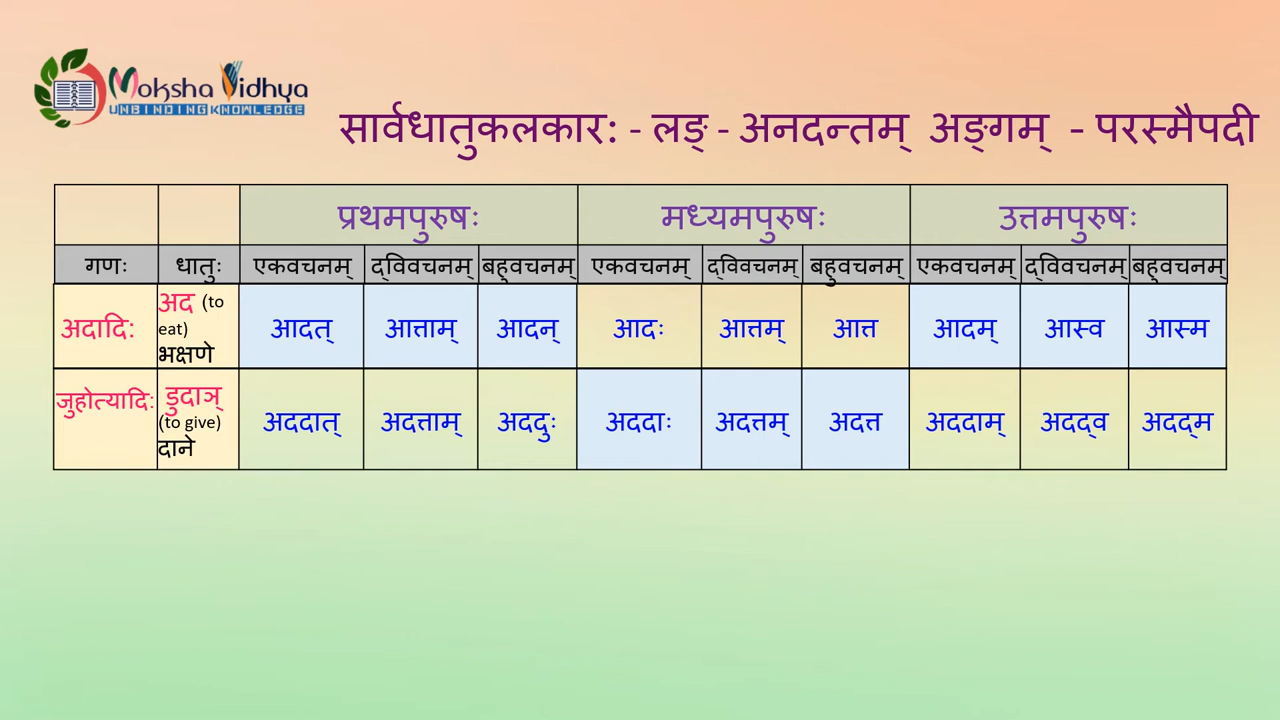 Moksha Vidhya
UNBINDING KNOWLEDGE
सार्वधातुकलकार: - लङ् - अनदन्तम् अङ्गम् - परस्मैपदी
प्रथमपुरुषः मध्यमपुरुषः उत्तमपुरुषः
गणः धातुः एकवचनम् द्विवचनम् बहुवचनम् एकवचनम् द्विवचनम् बहुवचनम् एकवचनम् द्विवचनम् बहुवचनम्
अदादि: अद (to eat) भक्षणे आदत् आत्ताम् आदन् आदः आत्तम् आत्त आदम् आस्व आस्म
जुहोत्यादिः डुदाञ् (to give) दाने अददात् अदत्ताम् अददुः अददाः अदत्तम् अदत्त अददाम् अदद्व अदद्म